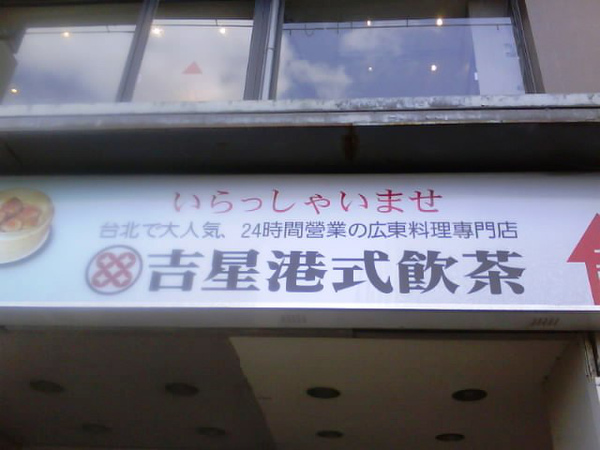 いらっしゃいませ
台北で大人気、24時間営業の広東料理専門店
吉星港式飲茶